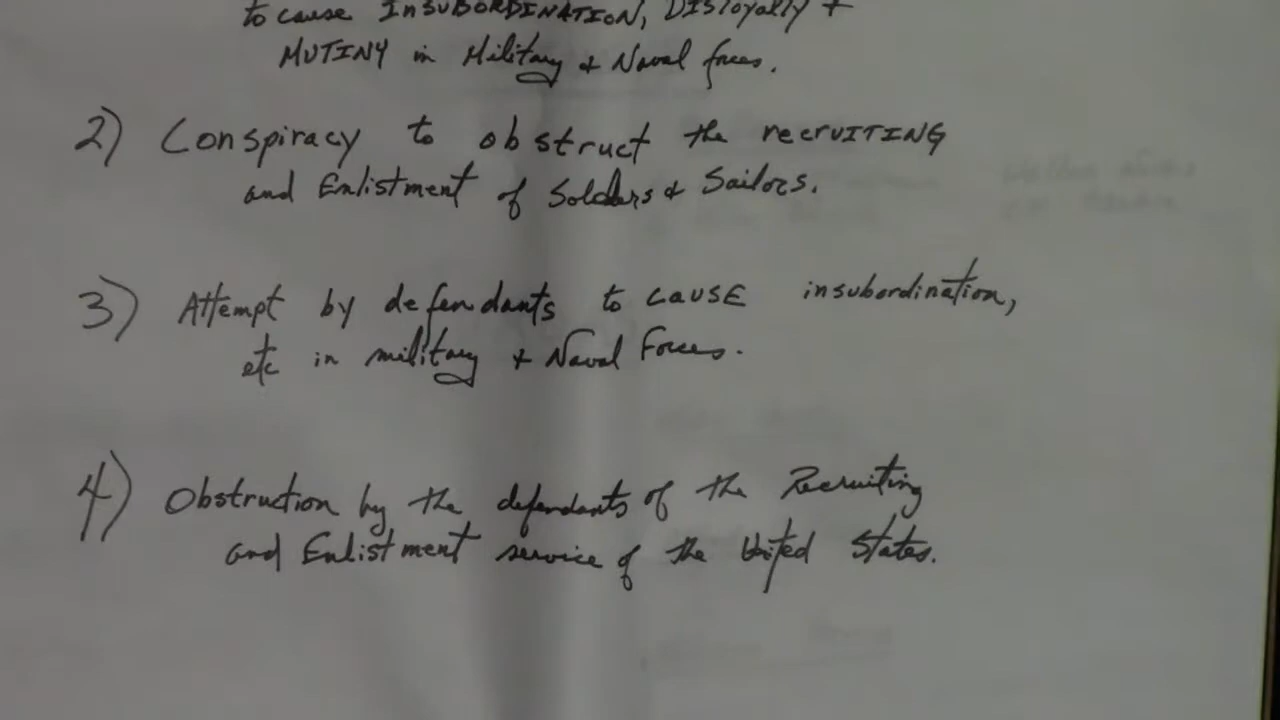 to cause INSUBORDINATION, DISloyalty +
MUTINY in Military + Naval forces.
2) Conspiracy to obstruct the recruITING
and Enlistment of Soldiers + Sailors.
3) Attempt by defendants to CAUSE insubordination,
etc in military + Naval Forces.
4) Obstruction by the defendants of the Recruiting
and Enlistment service of the United States.